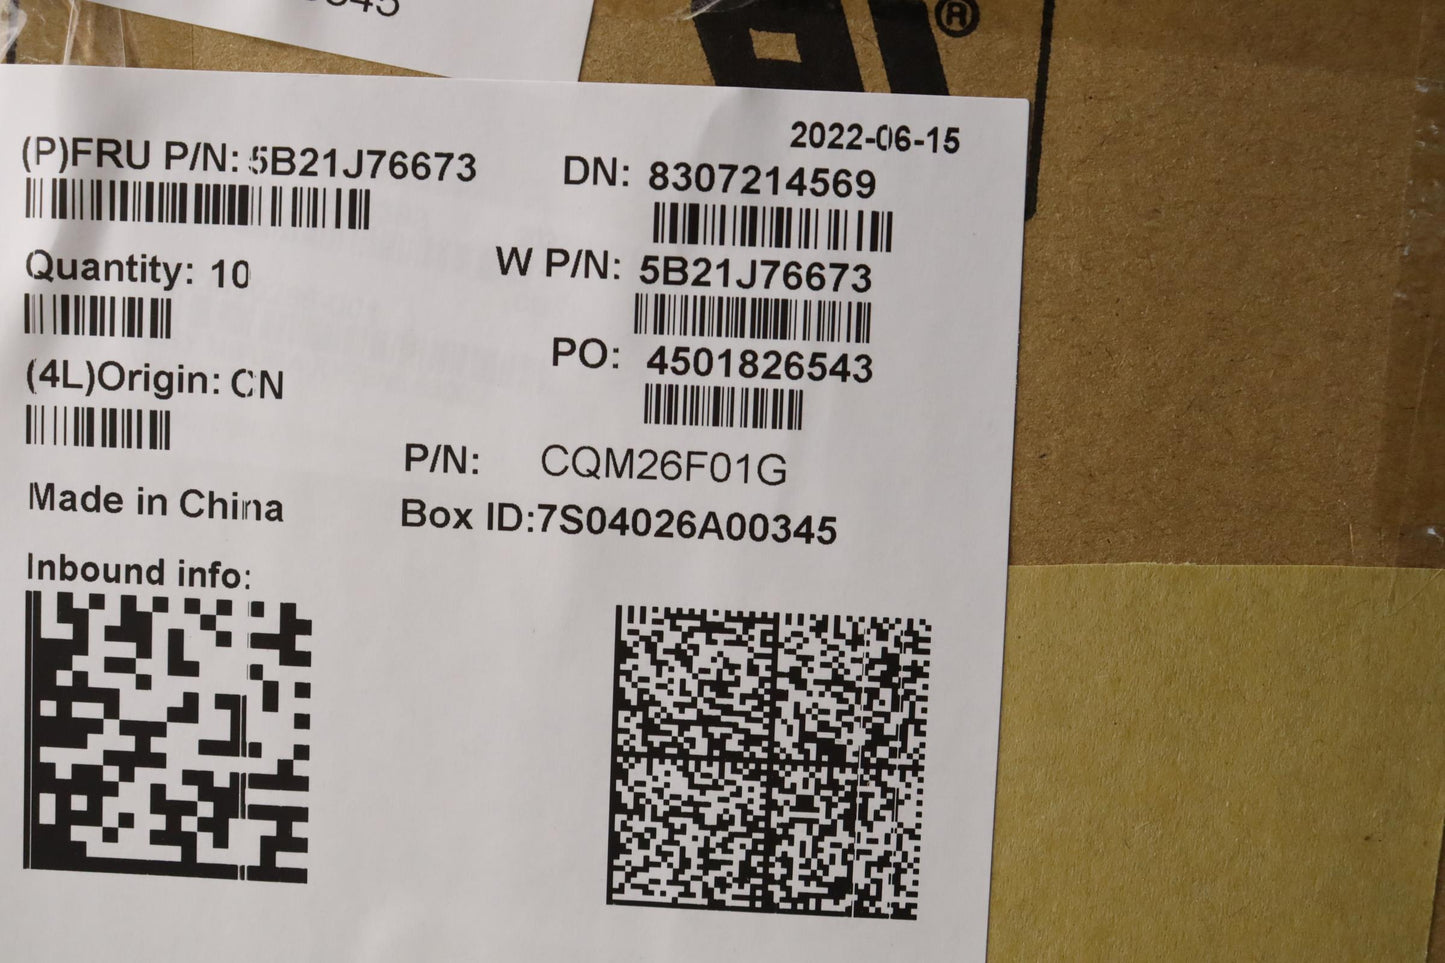 ®
2022-06-15
(P)FRU P/N: 5B21J76673
DN: 8307214569
Quantity: 10
W P/N: 5B21J76673
(4L)Origin: CN
PO: 4501826543
P/N: CQM26F01G
Made in China
Box ID:7S04026A00345
Inbound info: